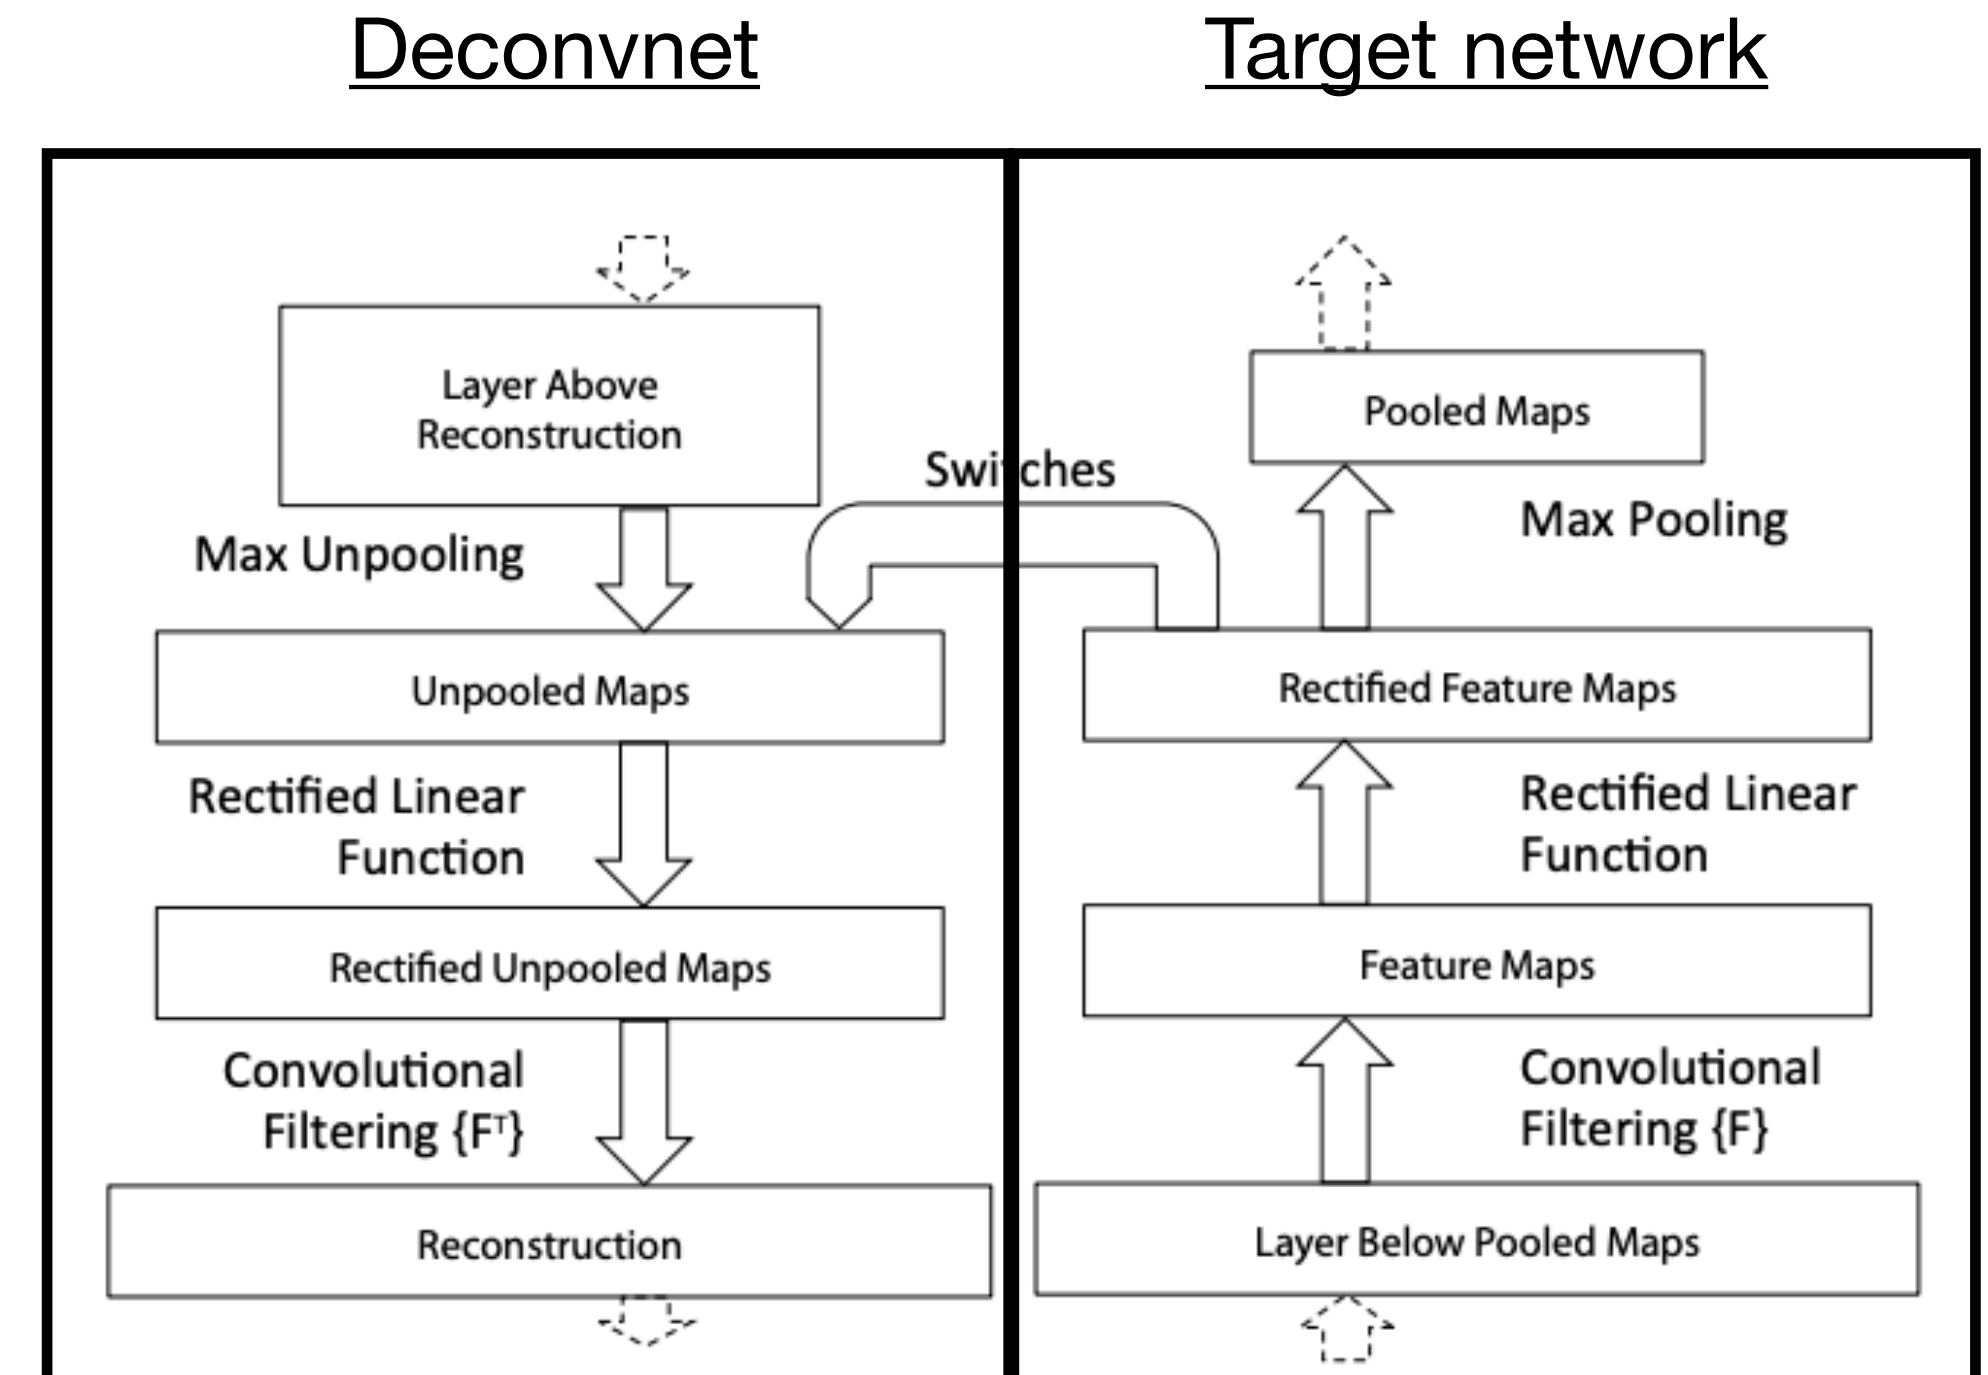 Deconvnet
Target network
Layer Above
Reconstruction
Max Unpooling
Unpooled Maps
Rectified Linear
Function
Rectified Unpooled Maps
Convolutional
Filtering {Fᵀ}
Reconstruction
Switches
Pooled Maps
Max Pooling
Rectified Feature Maps
Rectified Linear
Function
Feature Maps
Convolutional
Filtering {F}
Layer Below Pooled Maps